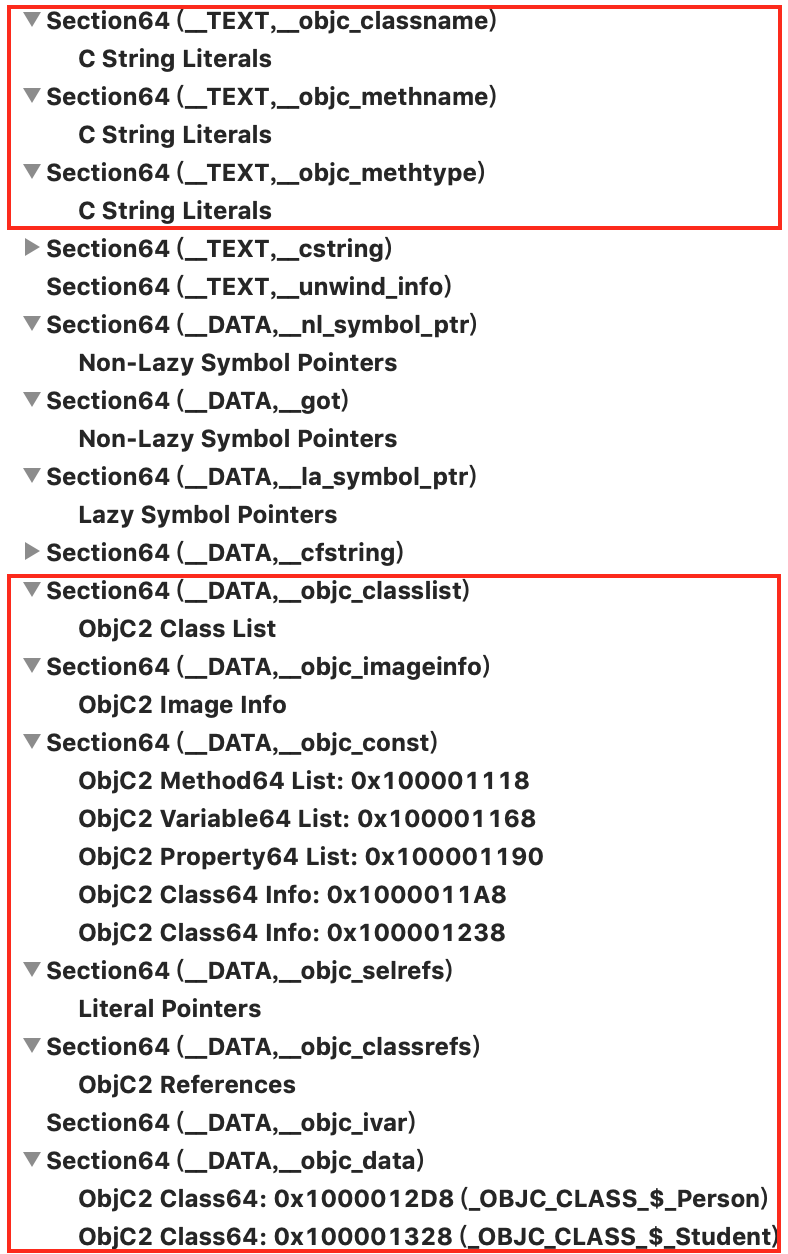 Section64 (__TEXT,__objc_classname)
C String Literals
Section64 (__TEXT,__objc_methname)
C String Literals
Section64 (__TEXT,__objc_methtype)
C String Literals
Section64 (__TEXT,__cstring)
Section64 (__TEXT,__unwind_info)
Section64 (__DATA,__nl_symbol_ptr)
Non-Lazy Symbol Pointers
Section64 (__DATA,__got)
Non-Lazy Symbol Pointers
Section64 (__DATA,__la_symbol_ptr)
Lazy Symbol Pointers
Section64 (__DATA,__cfstring)
Section64 (__DATA,__objc_classlist)
ObjC2 Class List
Section64 (__DATA,__objc_imageinfo)
ObjC2 Image Info
Section64 (__DATA,__objc_const)
ObjC2 Method64 List: 0x100001118
ObjC2 Variable64 List: 0x100001168
ObjC2 Property64 List: 0x100001190
ObjC2 Class64 Info: 0x1000011A8
ObjC2 Class64 Info: 0x100001238
Section64 (__DATA,__objc_selrefs)
Literal Pointers
Section64 (__DATA,__objc_classrefs)
ObjC2 References
Section64 (__DATA,__objc_ivar)
Section64 (__DATA,__objc_data)
ObjC2 Class64: 0x1000012D8 (_OBJC_CLASS_$_Person)
ObjC2 Class64: 0x100001328 (_OBJC_CLASS_$_Student)